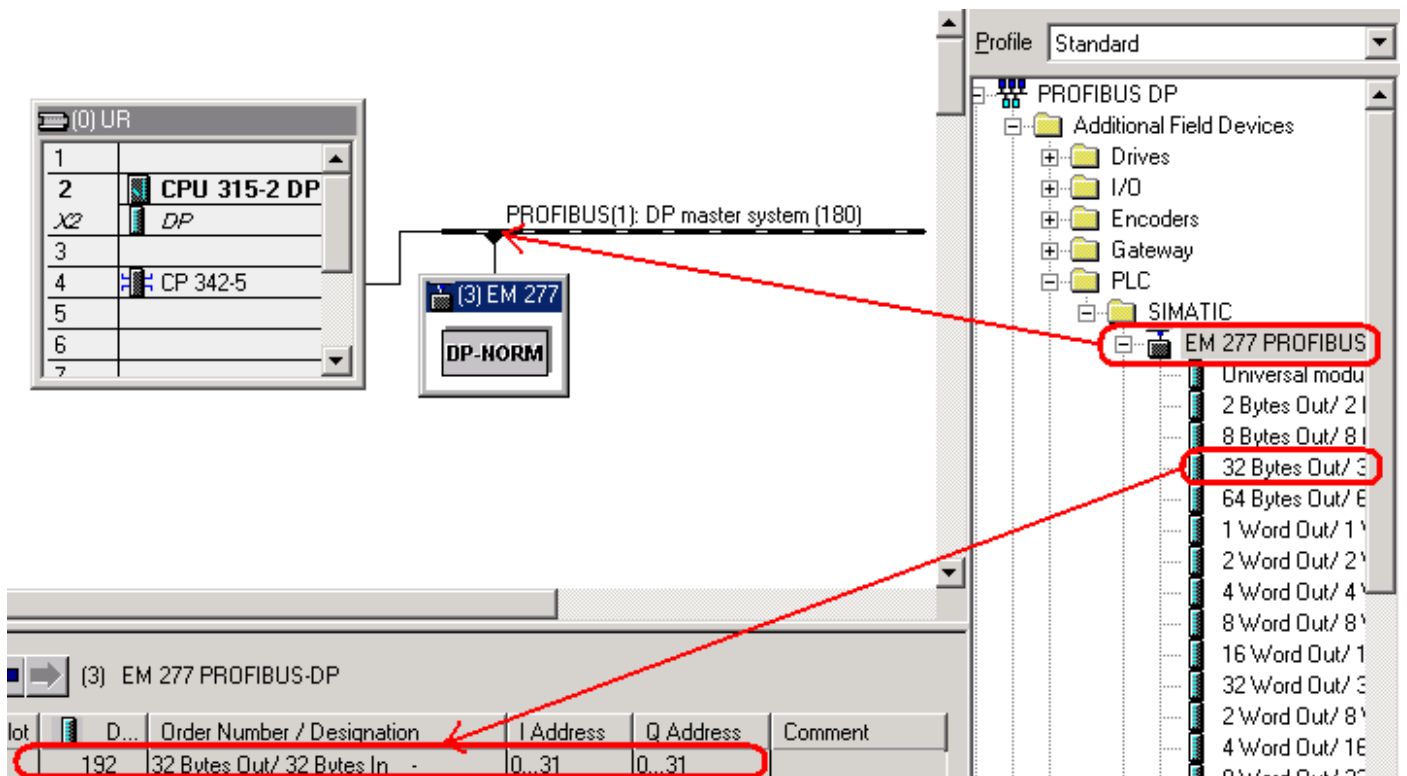 Profile Standard
PROFIBUS DP
Additional Field Devices
Drives
I/O
Encoders
Gateway
PLC
SIMATIC
EM 277 PROFIBUS
Universal modu
2 Bytes Out/ 2 I
8 Bytes Out/ 8 I
32 Bytes Out/ 3
64 Bytes Out/ 6
1 Word Out/ 1
2 Word Out/ 2
4 Word Out/ 4
8 Word Out/ 8
16 Word Out/ 1
32 Word Out/ 3
2 Word Out/ 8
4 Word Out/ 16
(0) UR
1
2 CPU 315-2 DP
X2 DP
3
4 CP 342-5
5
6
7
PROFIBUS(1): DP master system (180)
(3) EM 277
DP-NORM
(3) EM 277 PROFIBUS-DP
lot D... Order Number / Designation I Address Q Address Comment
192 32 Bytes Out/ 32 Bytes In - 0...31 0...31